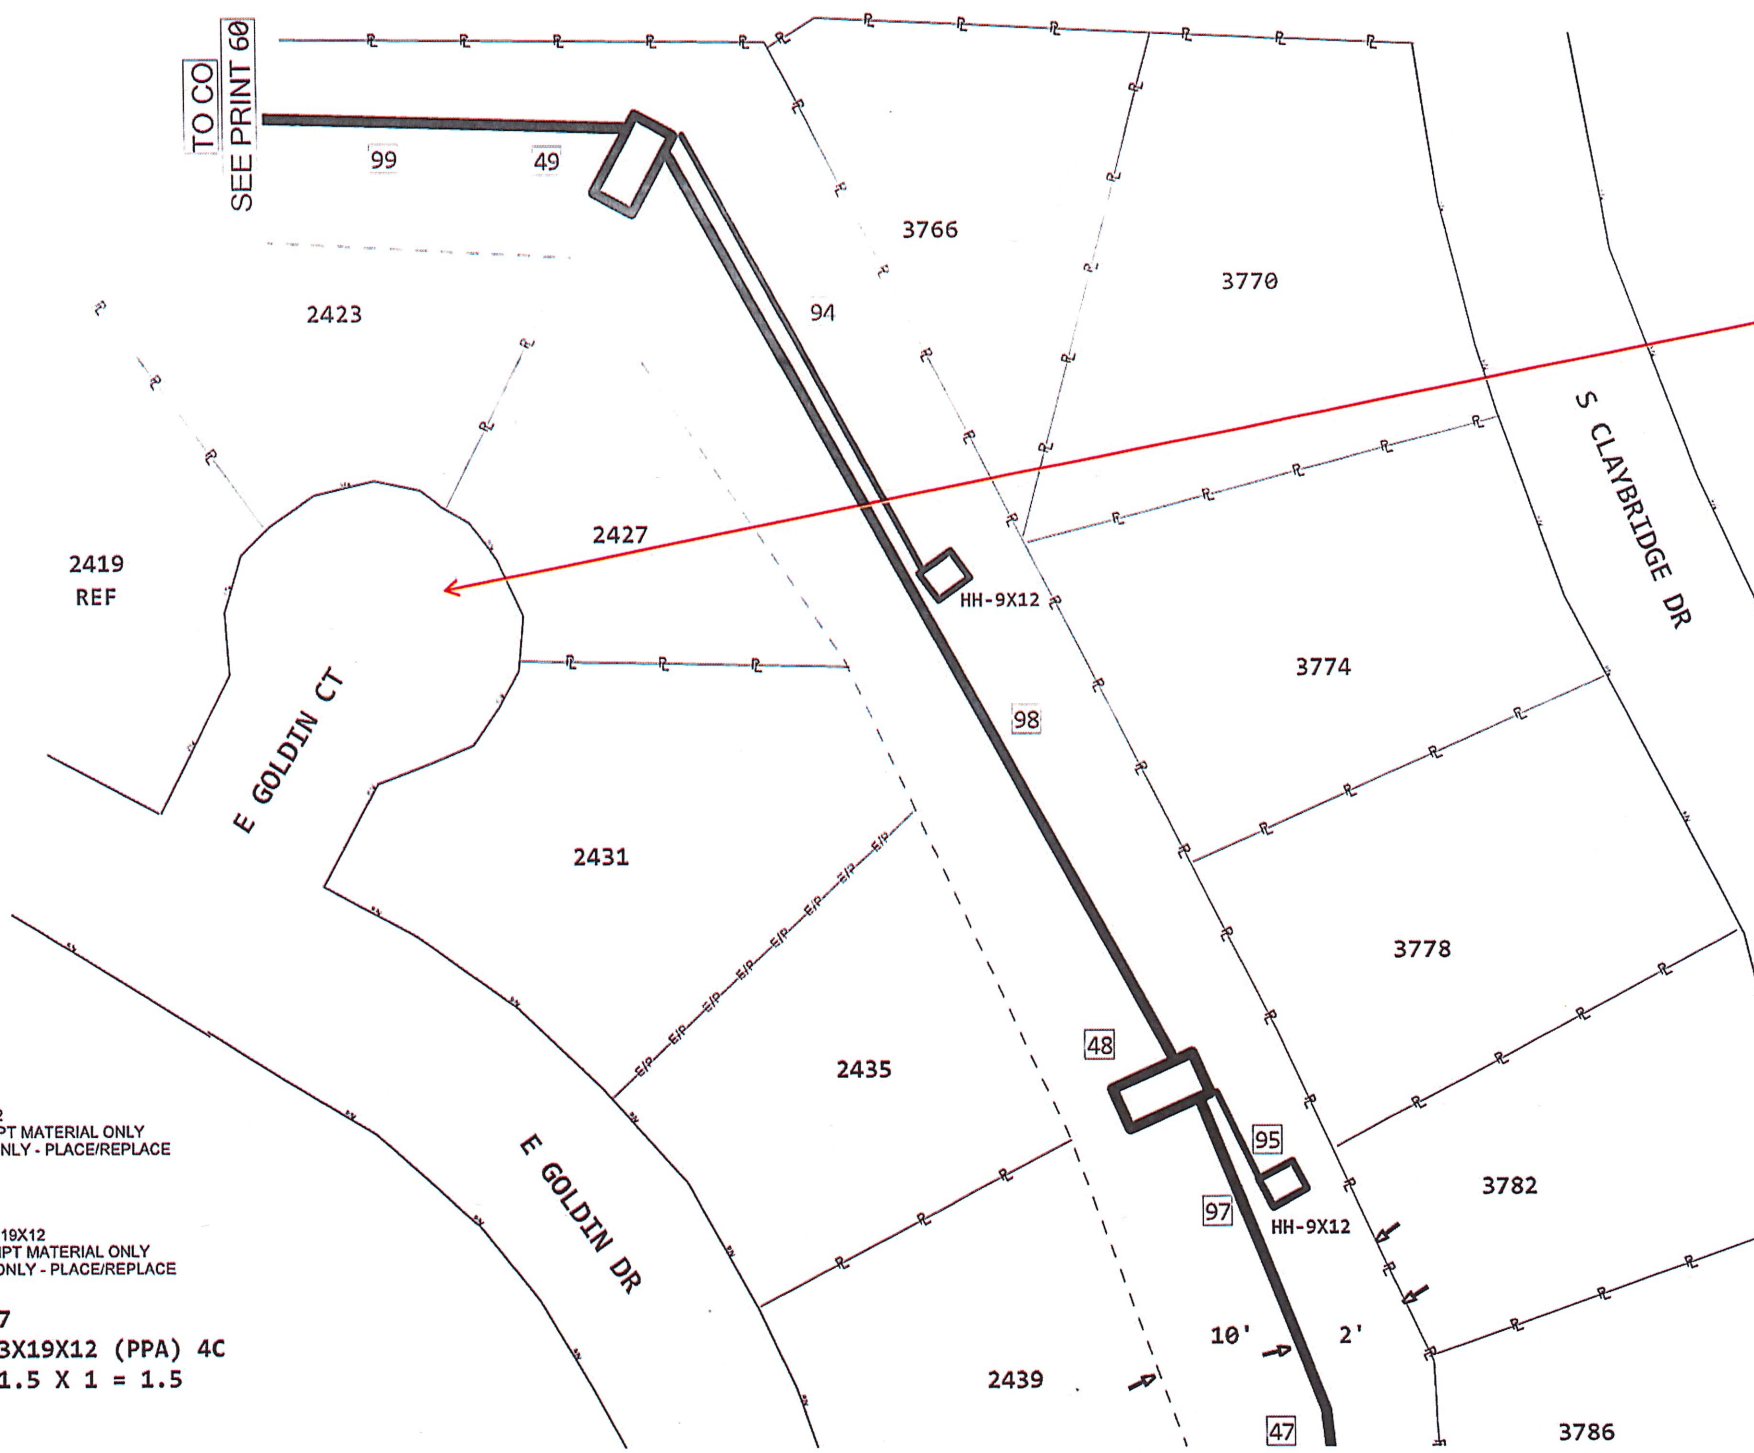 TO CO
SEE PRINT 60
99
49
3766
3770
94
2423
2427
2419
REF
S CLAYBRIDGE DR
HH-9X12
3774
98
E GOLDIN CT
2431
3778
48
2435
95
3782
97
HH-9X12
E GOLDIN DR
PT MATERIAL ONLY
NLY - PLACE/REPLACE
19X12
IPT MATERIAL ONLY
ONLY - PLACE/REPLACE
7
3X19X12 (PPA) 4C
1.5 X 1 = 1.5
10'
2'
2439
47
3786
PL
E/P
E/P
E/P
E/P
E/P
E/P
E/P
E/P